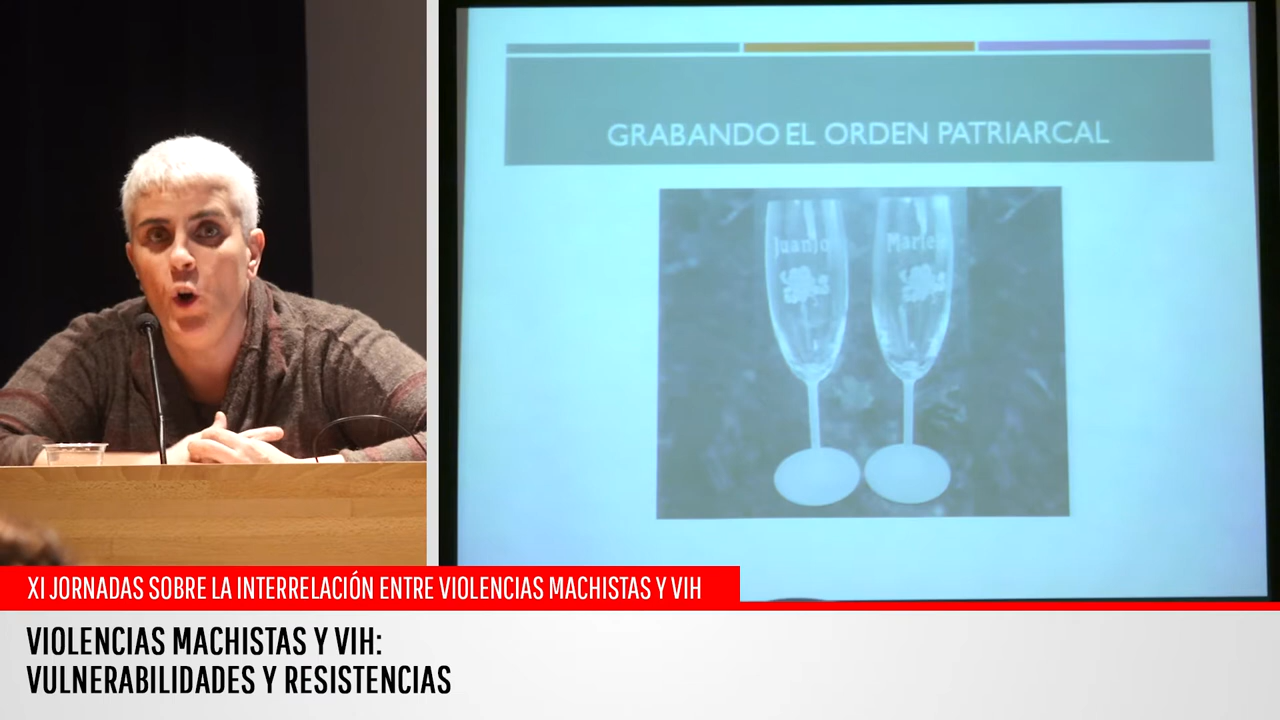 GRABANDO EL ORDEN PATRIARCAL
Juanjo
XI JORNADAS SOBRE LA INTERRELACIÓN ENTRE VIOLENCIAS MACHISTAS Y VIH
VIOLENCIAS MACHISTAS Y VIH:
VULNERABILIDADES Y RESISTENCIAS